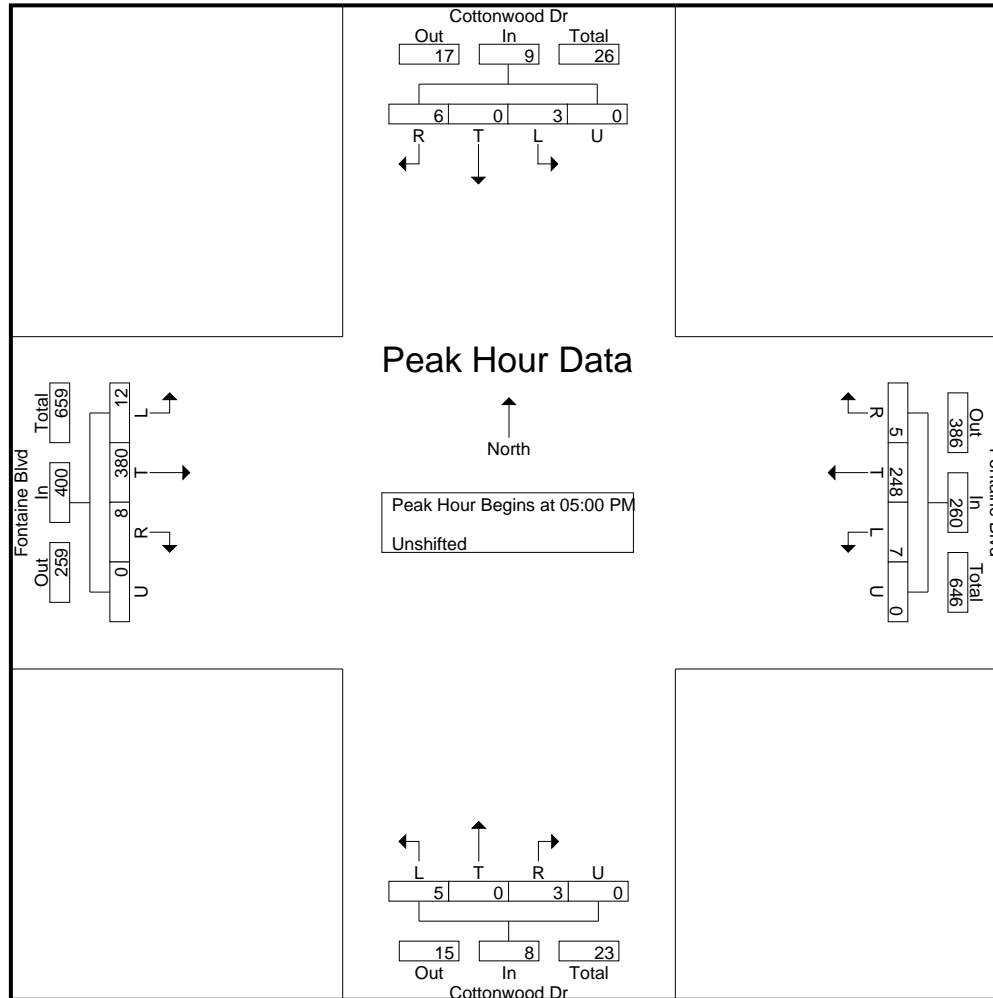 Cottonwood Dr
Out In Total
17 9 26
6 0 3 0
R T L U
Peak Hour Data
North
Peak Hour Begins at 05:00 PM
Unshifted
Fontaine Blvd
Total In Out
659 400 259
12 380 8 0
L T R U
R T L U
5 248 7 0
Out In Total
386 260 646
L T R U
5 0 3 0
15 8 23
Out In Total
Cottonwood Dr